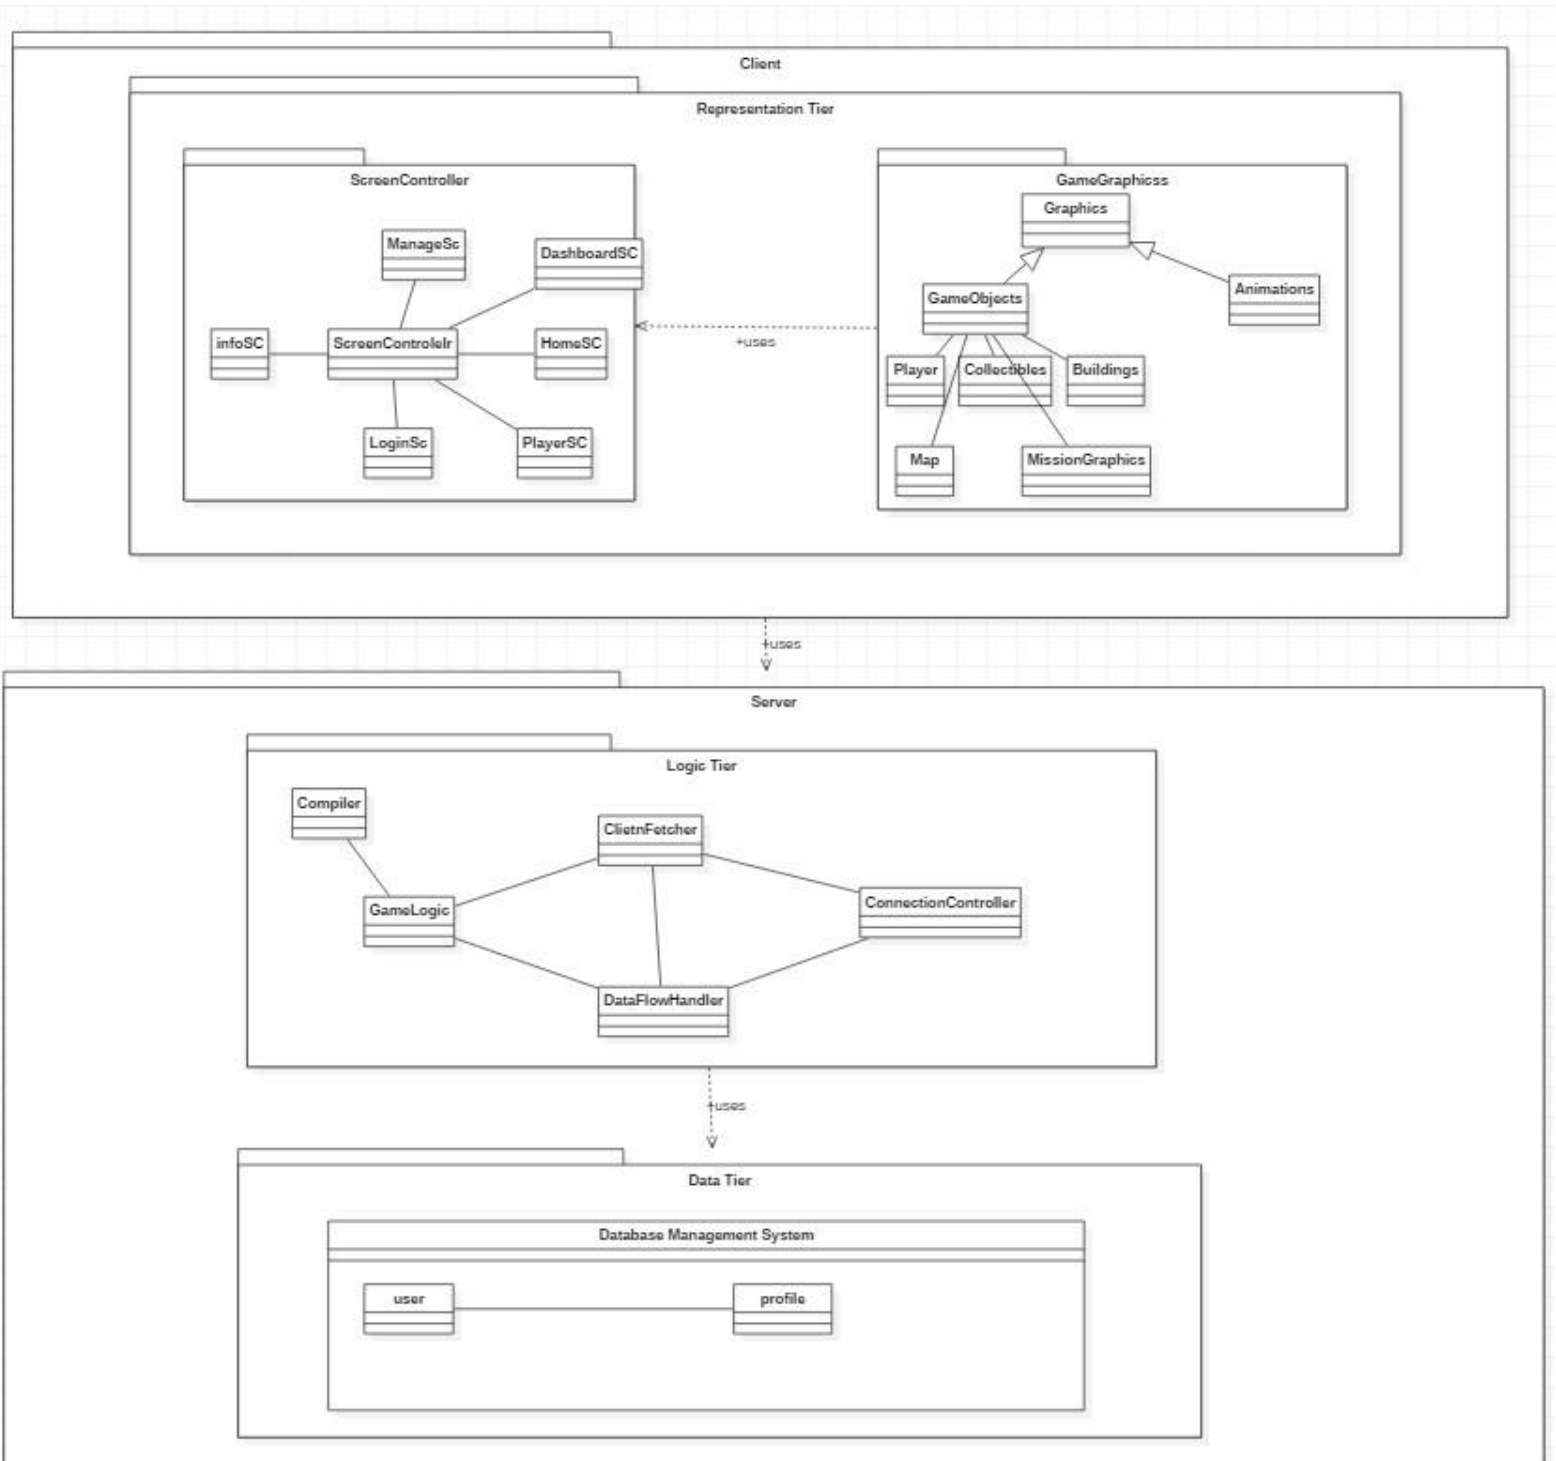 Client
Representation Tier
ScreenController
GameGraphicss
Graphics
ManageSc
DashboardSC
Animations
GameObjects
infoSC
ScreenControlelr
HomeSC
+uses
Player
Collectibles
Buildings
LoginSc
PlayerSC
Map
MissionGraphics
+uses
Server
Logic Tier
Compiler
ClietnFetcher
GameLogic
ConnectionController
DataFlowHandler
+uses
Data Tier
Database Management System
user
profile